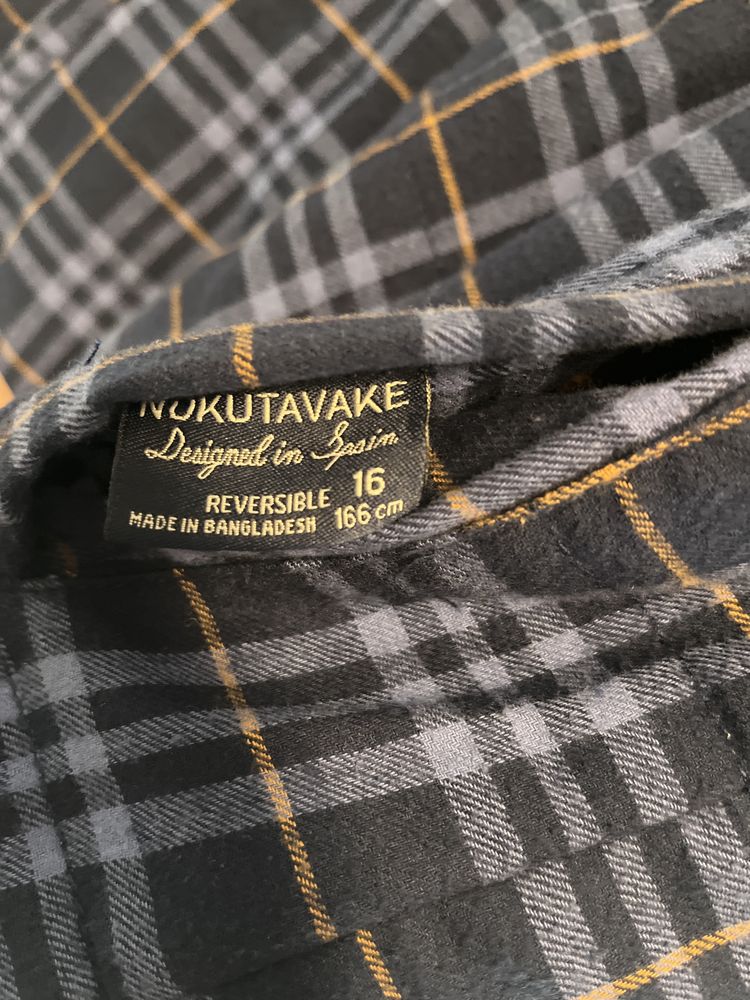 NUKUTAVAKE
Designed in Spain
REVERSIBLE 16
MADE IN BANGLADESH 166 cm